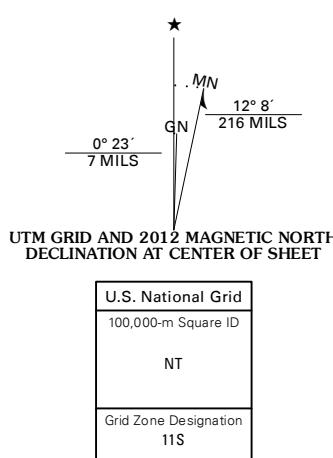 ★
MN
GN
12° 8´
216 MILS
0° 23´
7 MILS
UTM GRID AND 2012 MAGNETIC NORTH
DECLINATION AT CENTER OF SHEET
U.S. National Grid
100,000-m Square ID
NT
Grid Zone Designation
11S